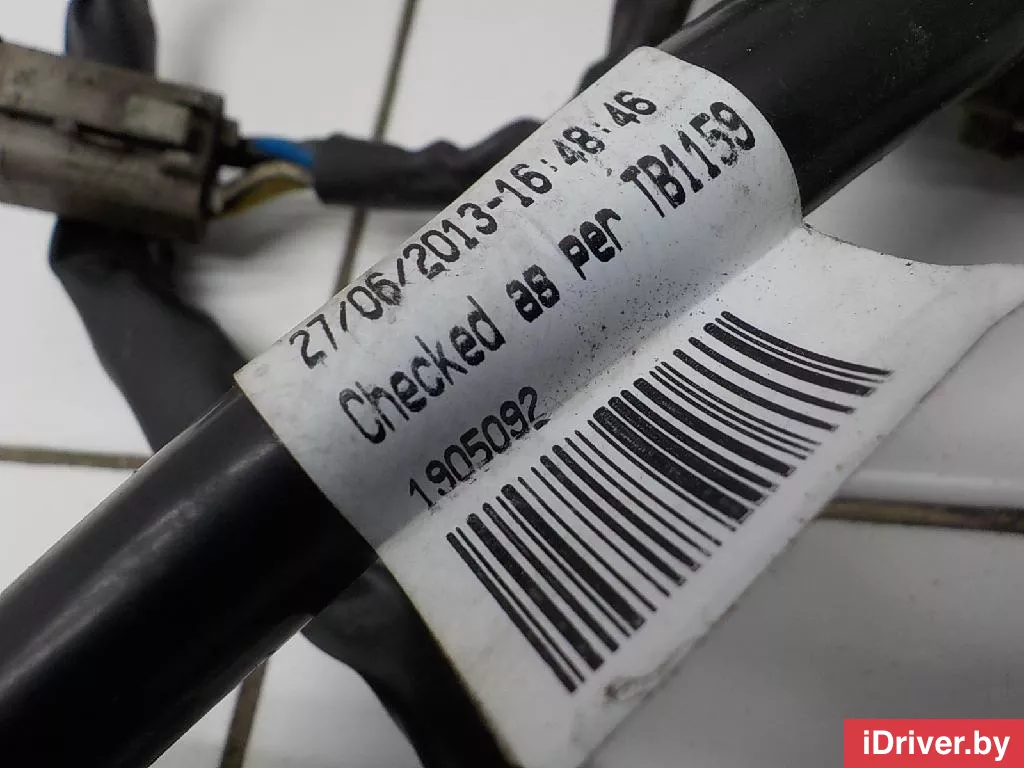 27/06/2013-16:48:46
Checked as per TB1159
1905092
iDriver.by